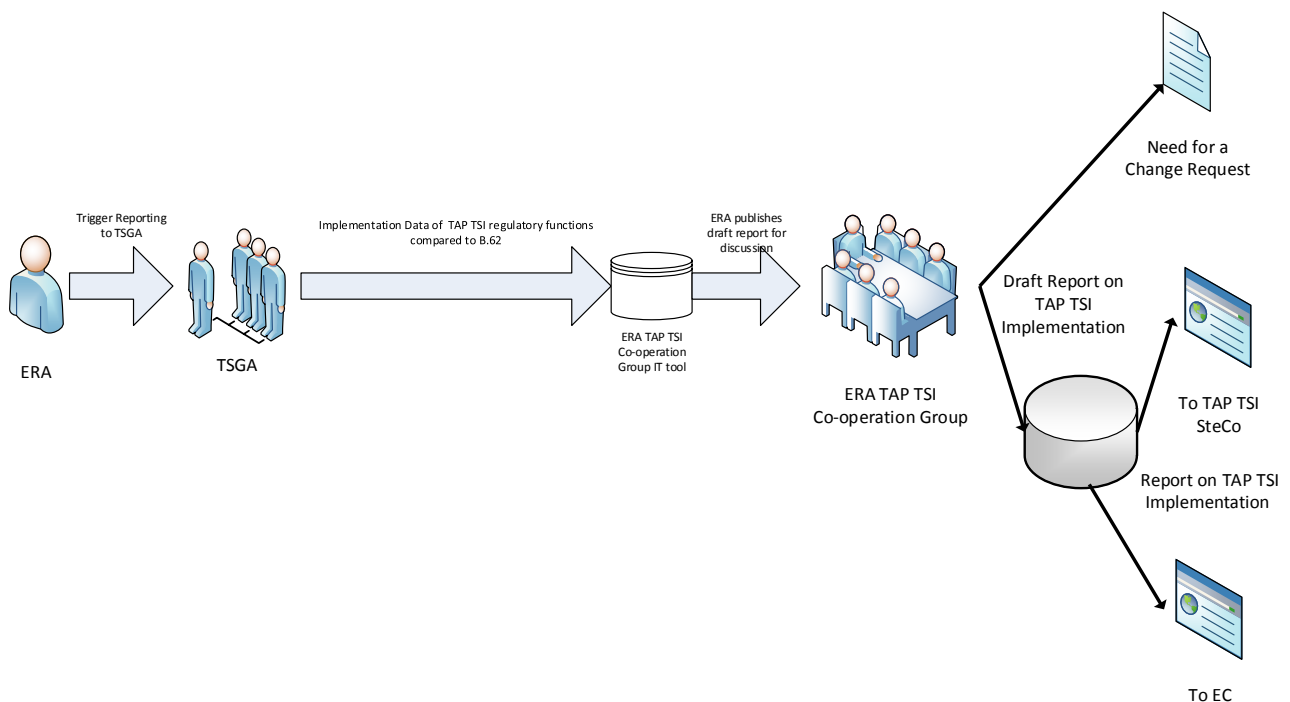 Trigger Reporting
to TSGA
ERA
TSGA
Implementation Data of TAP TSI regulatory functions
compared to B.62
ERA TAP TSI
Co-operation
Group IT tool
ERA publishes
draft report for
discussion
ERA TAP TSI
Co-operation Group
Need for a
Change Request
Draft Report on
TAP TSI
Implementation
To TAP TSI
SteCo
Report on TAP TSI
Implementation
To EC